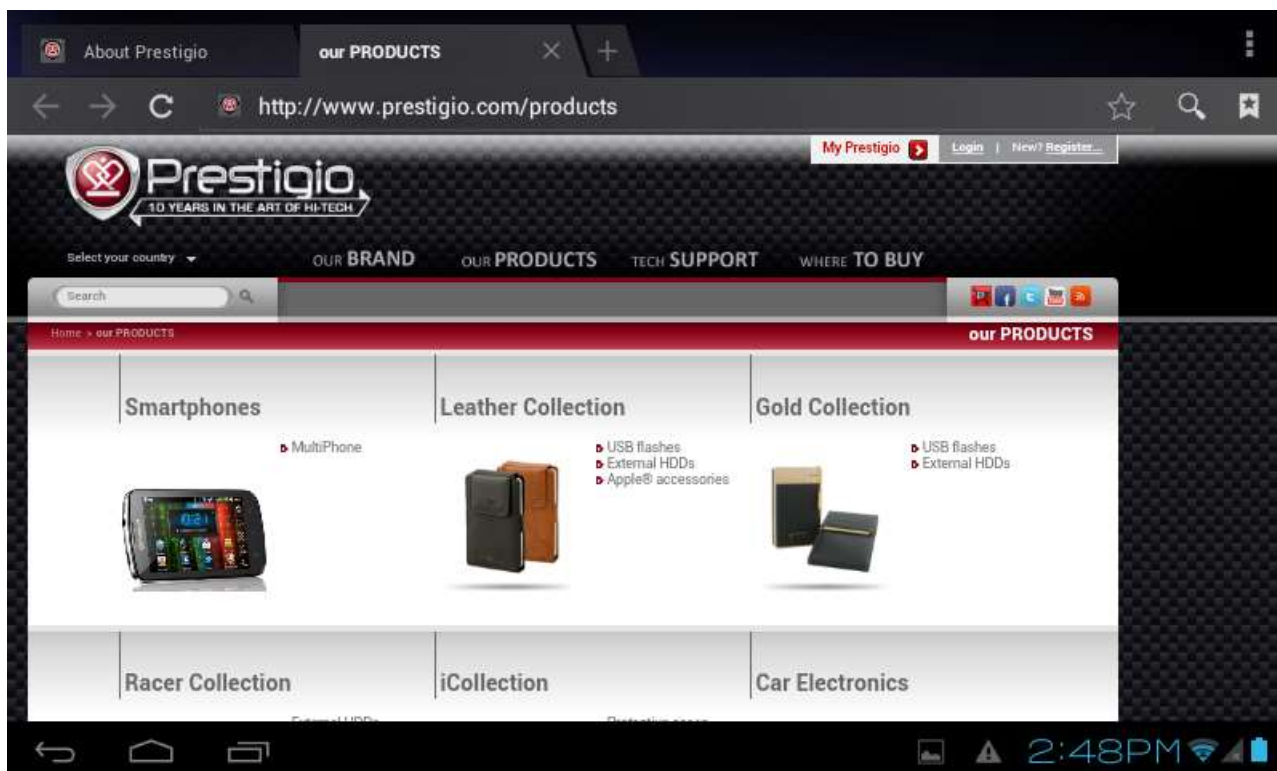 About Prestigio
our PRODUCTS
http://www.prestigio.com/products
My Prestigio
Login | New? Register...
Prestigio
10 YEARS IN THE ART OF HI-TECH
Select your country
OUR BRAND
OUR PRODUCTS
TECH SUPPORT
WHERE TO BUY
Search
Home > our PRODUCTS
our PRODUCTS
Smartphones
MultiPhone
Leather Collection
USB flashes
External HDDs
Apple® accessories
Gold Collection
USB flashes
External HDDs
Racer Collection
iCollection
Car Electronics
External HDDs
2:48PM